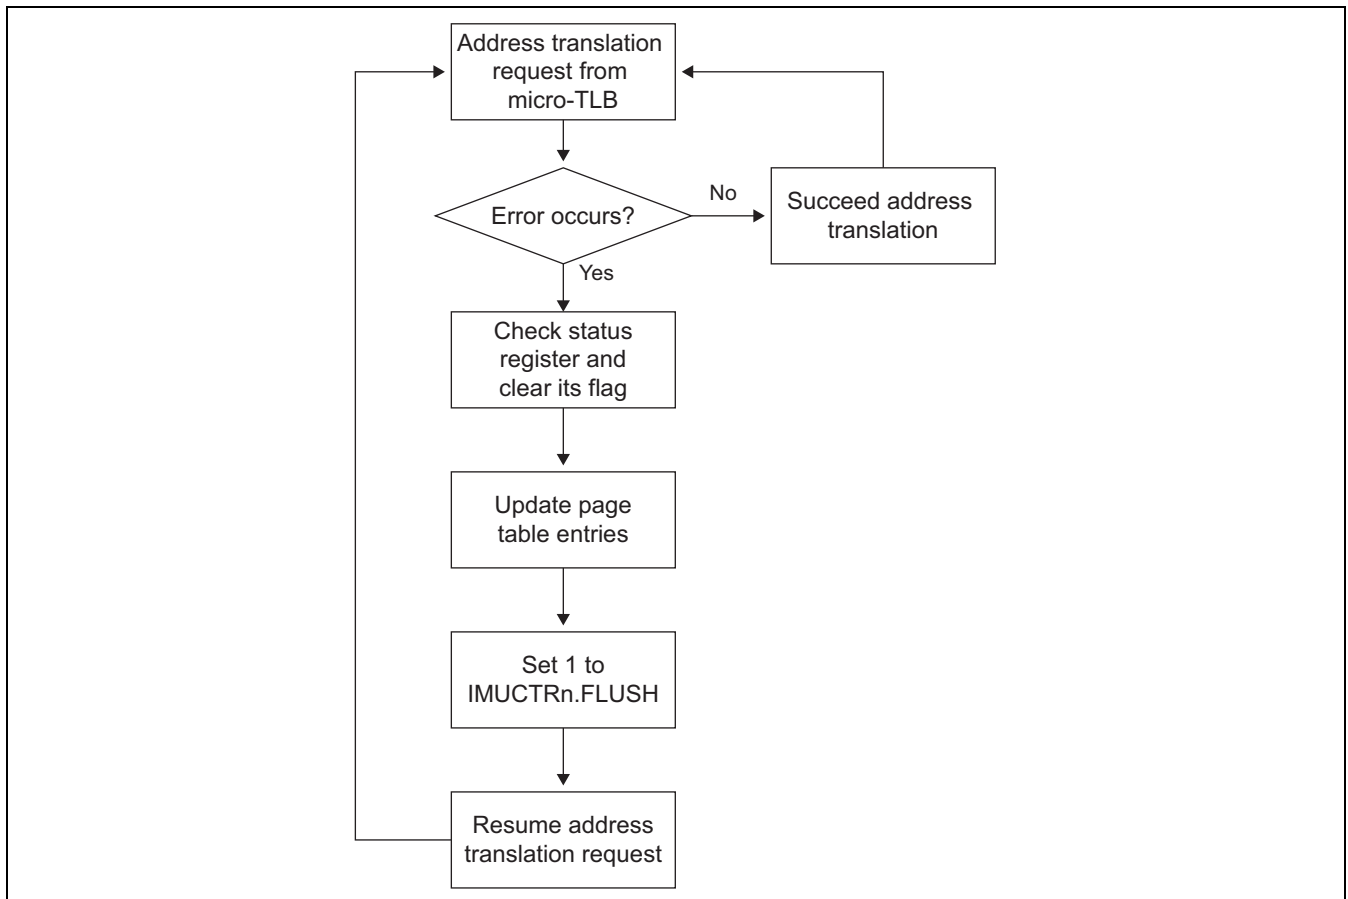 Address translation
request from
micro-TLB
Error occurs?
No
Succeed address
translation
Yes
Check status
register and
clear its flag
Update page
table entries
Set 1 to
IMUCTRn.FLUSH
Resume address
translation request